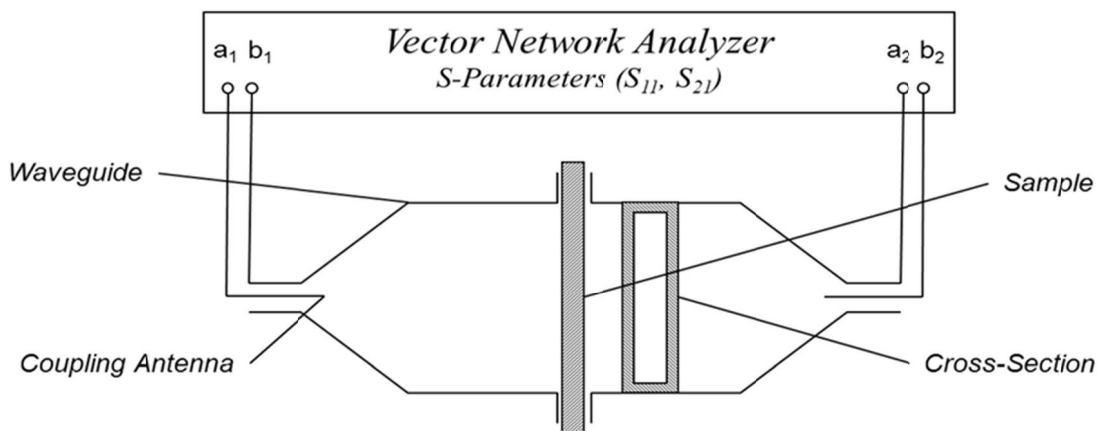 Vector Network Analyzer
S-Parameters (S₁₁, S₂₁)
a₁ b₁
a₂ b₂
Waveguide
Sample
Coupling Antenna
Cross-Section